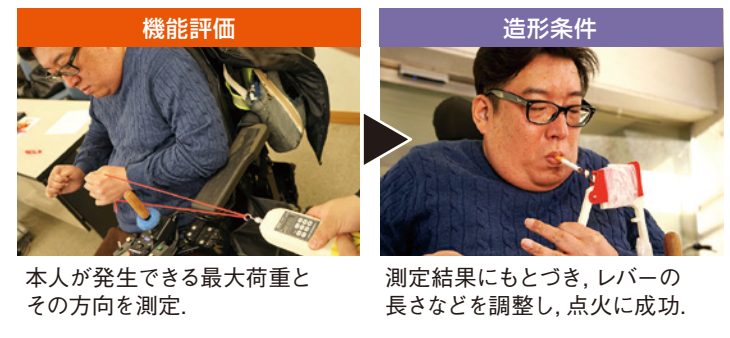 機能評価
造形条件
本人が発生できる最大荷重と
その方向を測定.
測定結果にもとづき, レバーの
長さなどを調整し, 点火に成功.